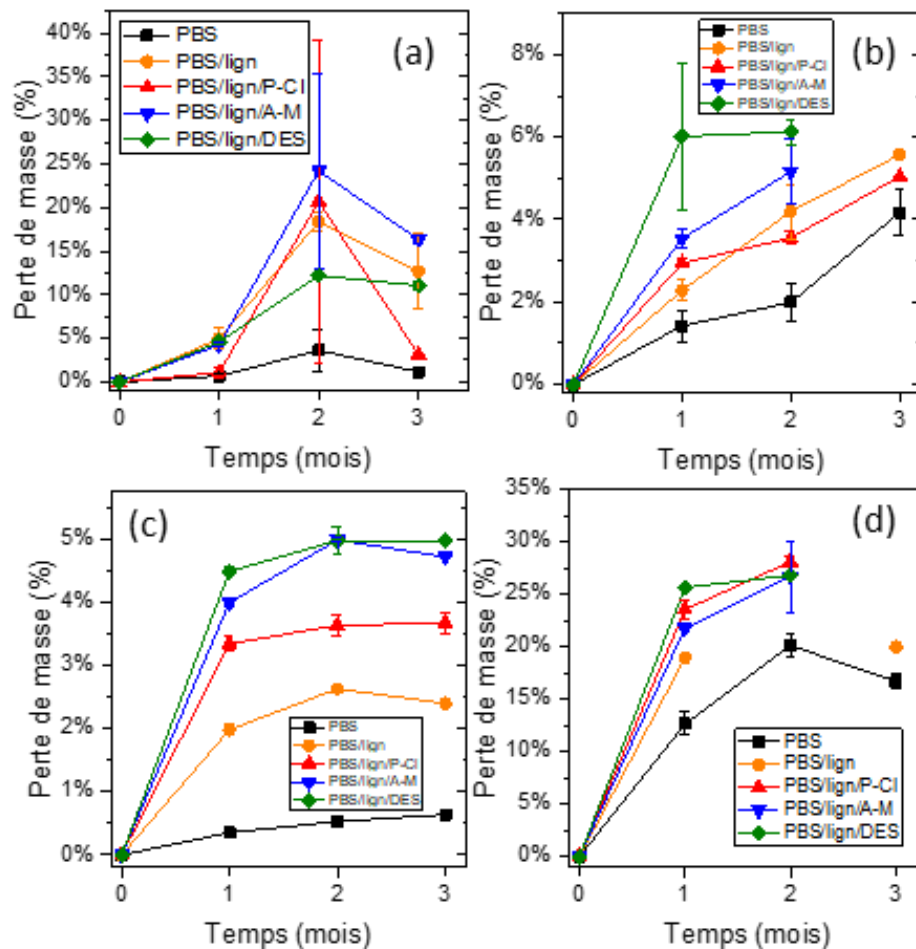 (a)
PBS
PBS/lign
PBS/lign/P-Cl
PBS/lign/A-M
PBS/lign/DES
Perte de masse (%)
40%
35%
30%
25%
20%
15%
10%
5%
0%
0 1 2 3
Temps (mois)
(b)
PBS
PBS/lign
PBS/lign/P-Cl
PBS/lign/A-M
PBS/lign/DES
Perte de masse (%)
8%
6%
4%
2%
0%
0 1 2 3
Temps (mois)
(c)
PBS
PBS/lign
PBS/lign/P-Cl
PBS/lign/A-M
PBS/lign/DES
Perte de masse (%)
5%
4%
3%
2%
1%
0%
0 1 2 3
Temps (mois)
(d)
PBS
PBS/lign
PBS/lign/P-Cl
PBS/lign/A-M
PBS/lign/DES
Perte de masse (%)
35%
30%
25%
20%
15%
10%
5%
0%
0 1 2 3
Temps (mois)